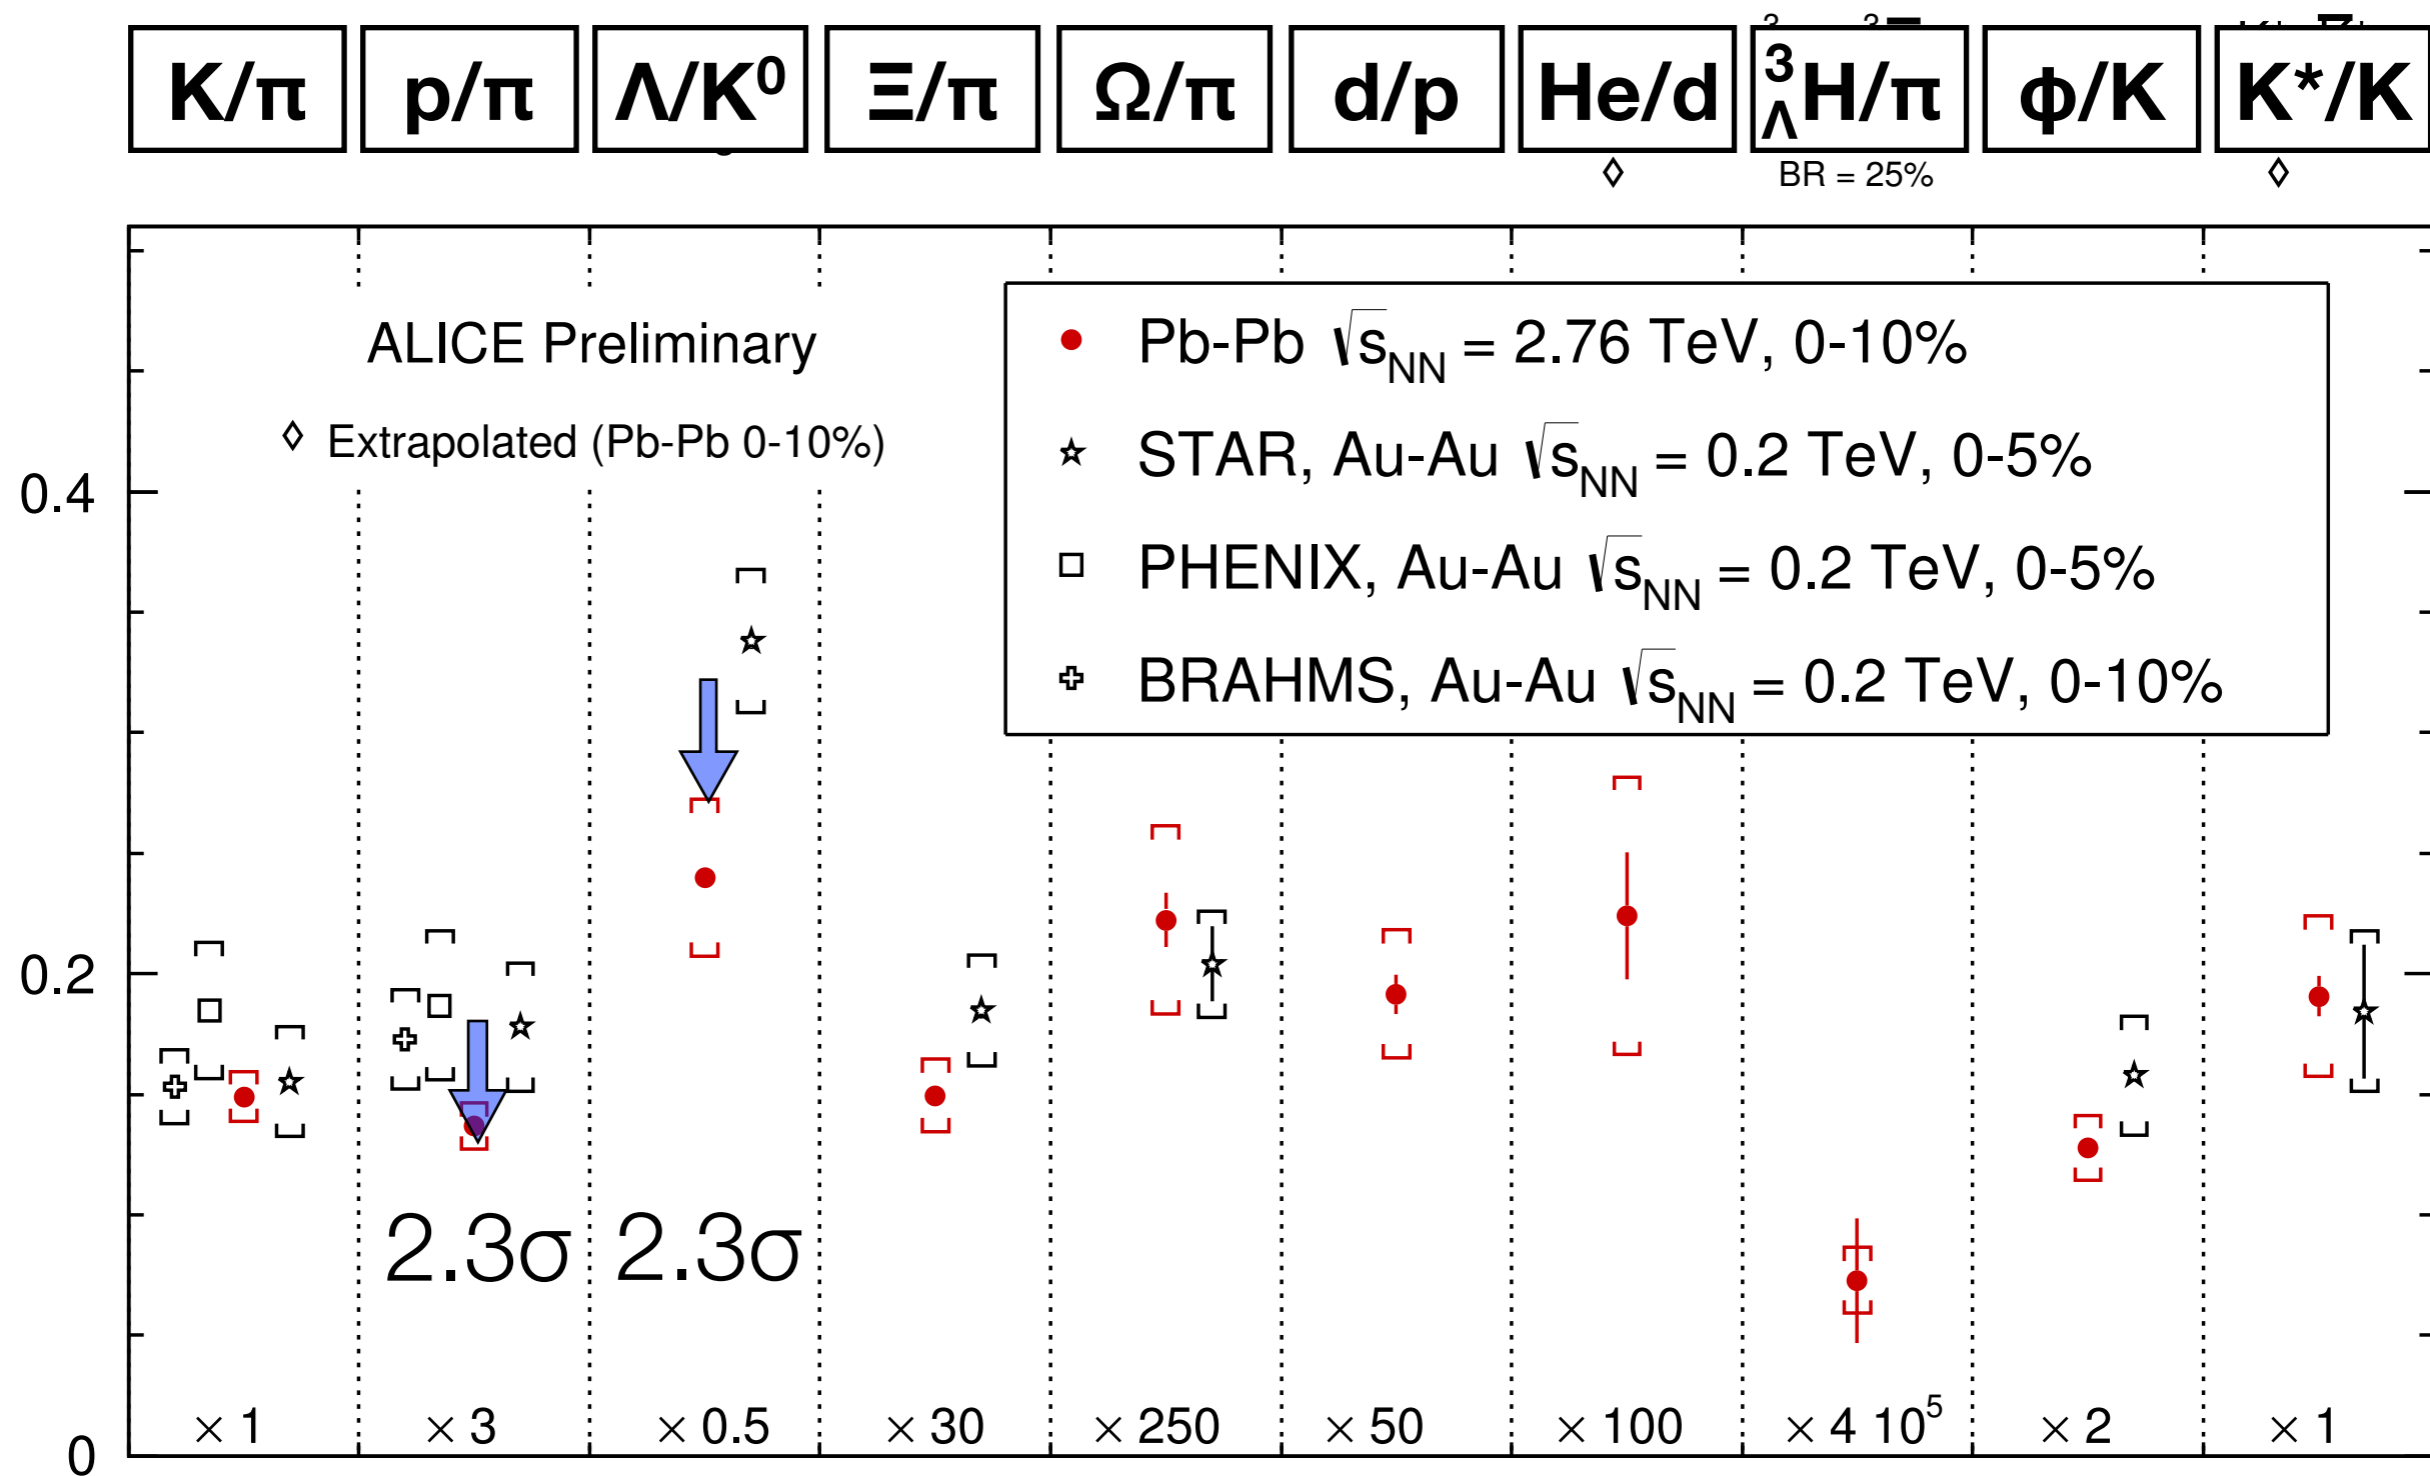 K/π p/π Λ/K⁰ Ξ/π Ω/π d/p He/d ³ΛH/π ϕ/K K*/K
BR = 25%
ALICE Preliminary
◊ Extrapolated (Pb-Pb 0-10%)
Pb-Pb √sNN = 2.76 TeV, 0-10%
STAR, Au-Au √sNN = 0.2 TeV, 0-5%
PHENIX, Au-Au √sNN = 0.2 TeV, 0-5%
BRAHMS, Au-Au √sNN = 0.2 TeV, 0-10%
0.4
0.2
2.3σ 2.3σ
× 1 × 3 × 0.5 × 30 × 250 × 50 × 100 × 4 10⁵ × 2 × 1
0